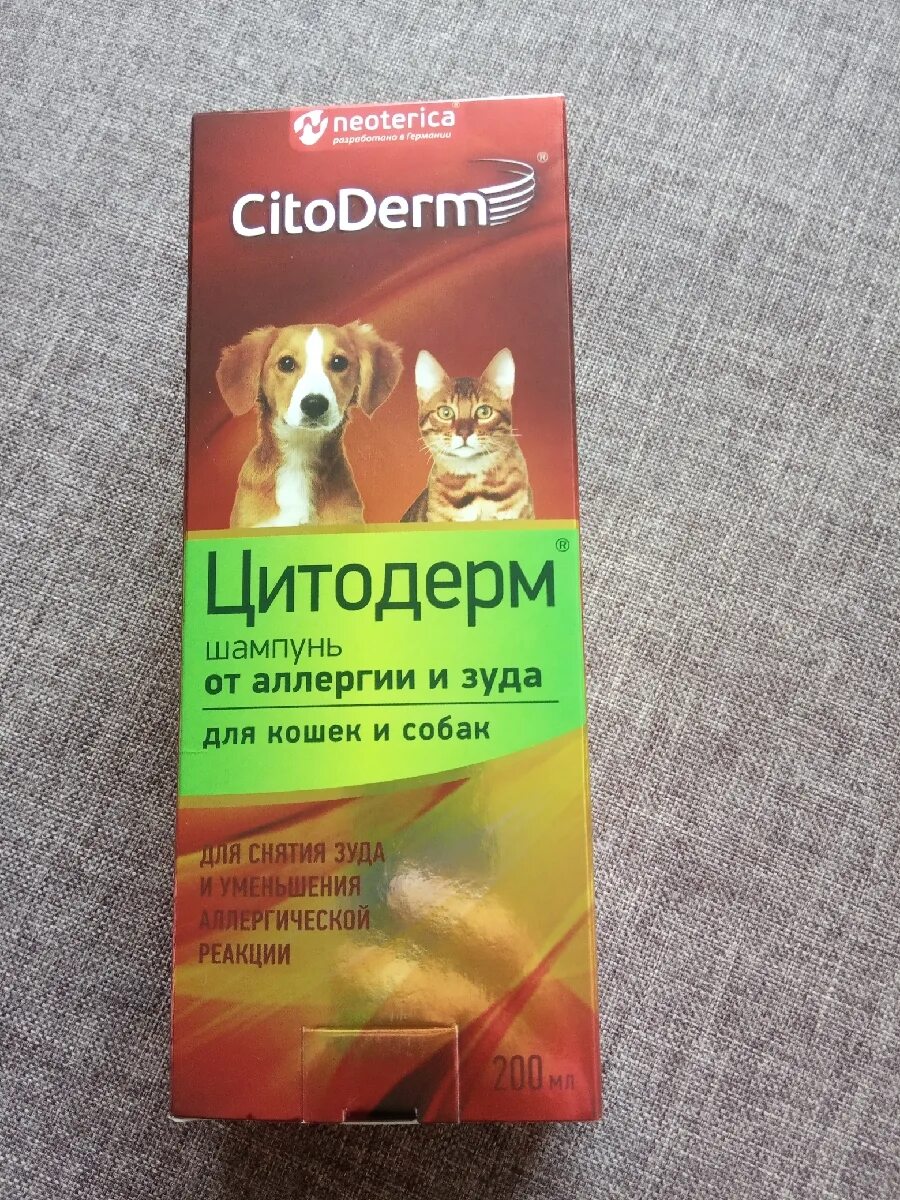 neoterica®
разработано в Германии
CitoDerm®
Цитодерм®
шампунь
от аллергии и зуда
для кошек и собак
ДЛЯ СНЯТИЯ ЗУДА
И УМЕНЬШЕНИЯ
АЛЛЕРГИЧЕСКОЙ
РЕАКЦИИ
200 мл